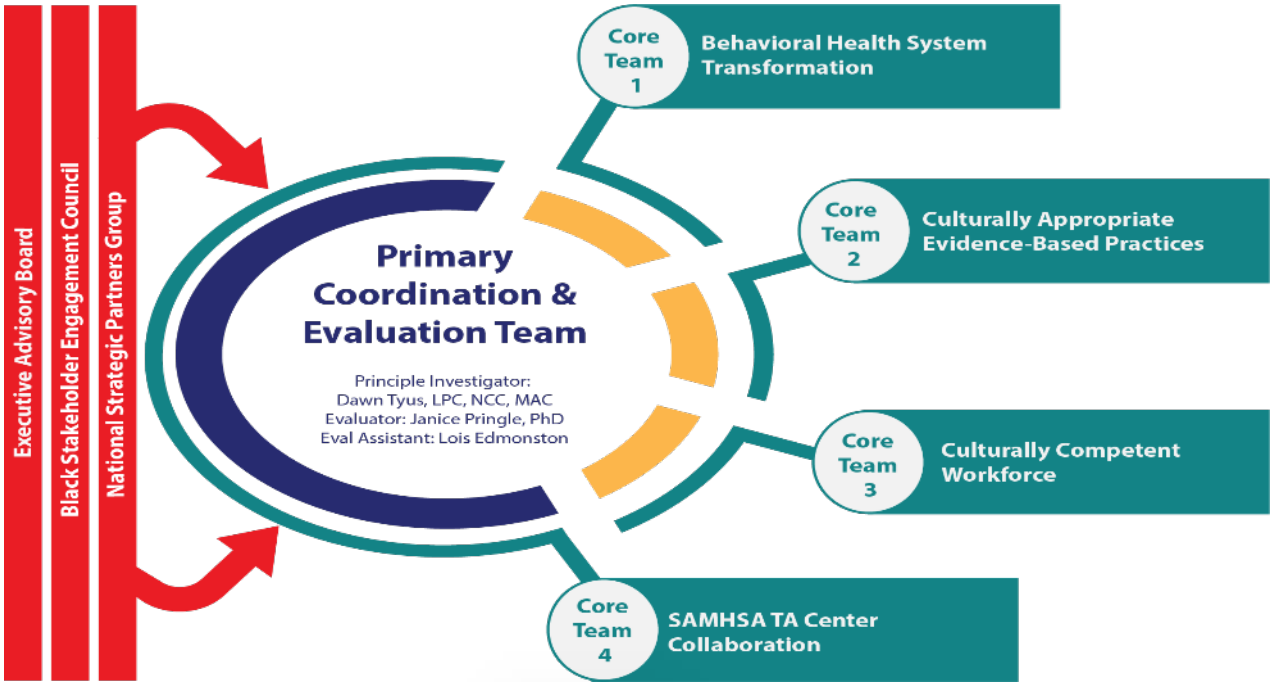 Executive Advisory Board
Black Stakeholder Engagement Council
National Strategic Partners Group
Primary
Coordination &
Evaluation Team
Principle Investigator:
Dawn Tyus, LPC, NCC, MAC
Evaluator: Janice Pringle, PhD
Eval Assistant: Lois Edmonston
Core
Team
1
Behavioral Health System
Transformation
Core
Team
2
Culturally Appropriate
Evidence-Based Practices
Core
Team
3
Culturally Competent
Workforce
Core
Team
4
SAMHSA TA Center
Collaboration